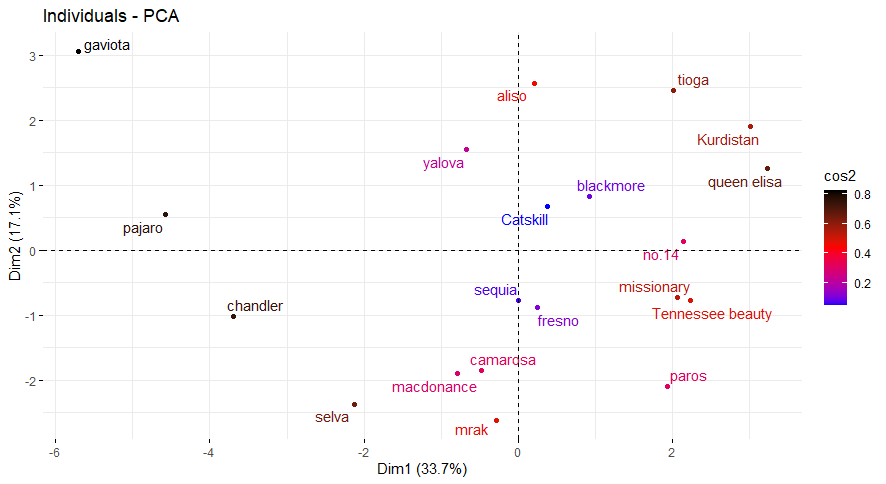 Individuals - PCA
gaviota
aliso
tioga
yalova
Kurdistan
queen elisa
blackmore
Catskill
pajaro
no.14
chandler
sequia
fresno
missionary
Tennessee beauty
camarosa
macdonance
paros
selva
mrak
3
2
1
0
-1
-2
Dim2 (17.1%)
-6
-4
-2
0
2
Dim1 (33.7%)
cos2
0.8
0.6
0.4
0.2